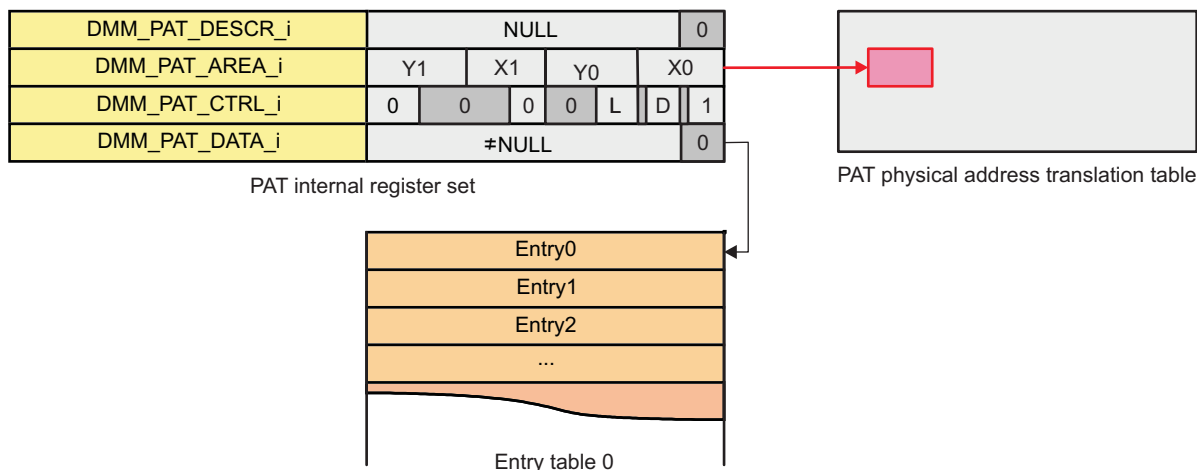 DMM_PAT_DESCR_i NULL 0
DMM_PAT_AREA_i Y1 X1 Y0 X0
DMM_PAT_CTRL_i 0 0 0 0 L D 1
DMM_PAT_DATA_i ≠NULL 0
PAT internal register set
PAT physical address translation table
Entry0
Entry1
Entry2
...
Entry table 0